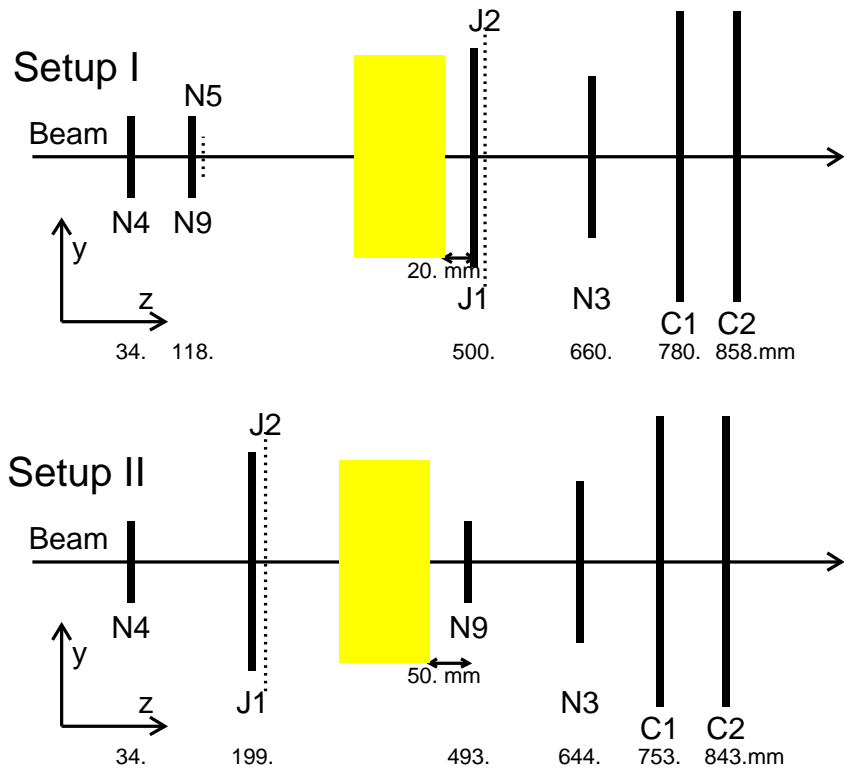 J2
Setup I
N5
Beam
N4 N9
y
20. mm
z
J1 N3
C1 C2
34. 118. 500. 660. 780. 858.mm
J2
Setup II
Beam
N4 N9
y
50. mm
z
J1 N3
C1 C2
34. 199. 493. 644. 753. 843.mm